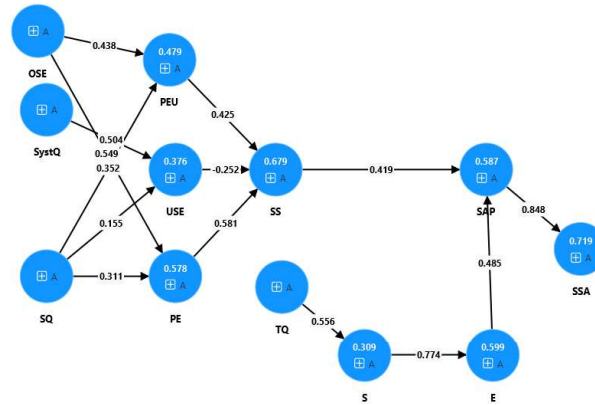 A
OSE
0.438
0.479
A
PEU
A
SystQ
0.504
0.549
0.352
0.425
0.376
A
USE
-0.252
0.679
A
SS
0.419
0.587
A
SAP
0.848
0.719
A
SSA
0.155
0.581
A
SQ
0.311
0.578
A
PE
A
TQ
0.485
0.556
0.309
A
S
0.774
0.599
A
E